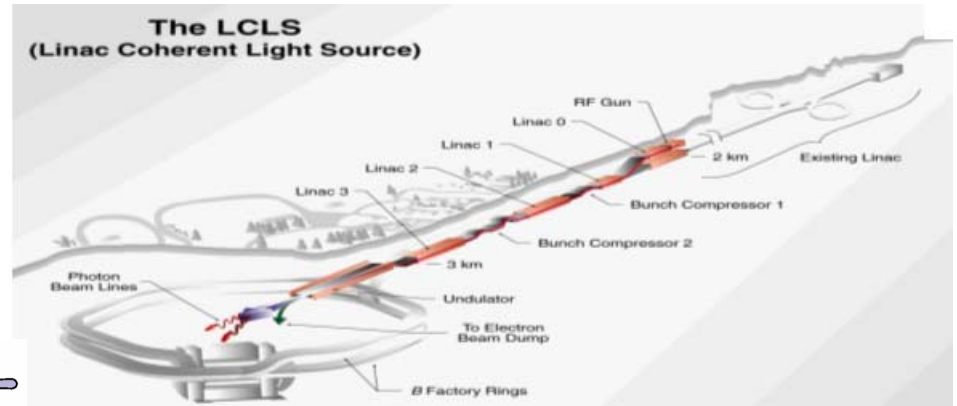 The LCLS
(Linac Coherent Light Source)
RF Gun
Linac 0
Linac 1
Linac 2
Linac 3
2 km
Existing Linac
Bunch Compressor 1
Bunch Compressor 2
3 km
Photon
Beam Lines
Undulator
To Electron
Beam Dump
B Factory Rings